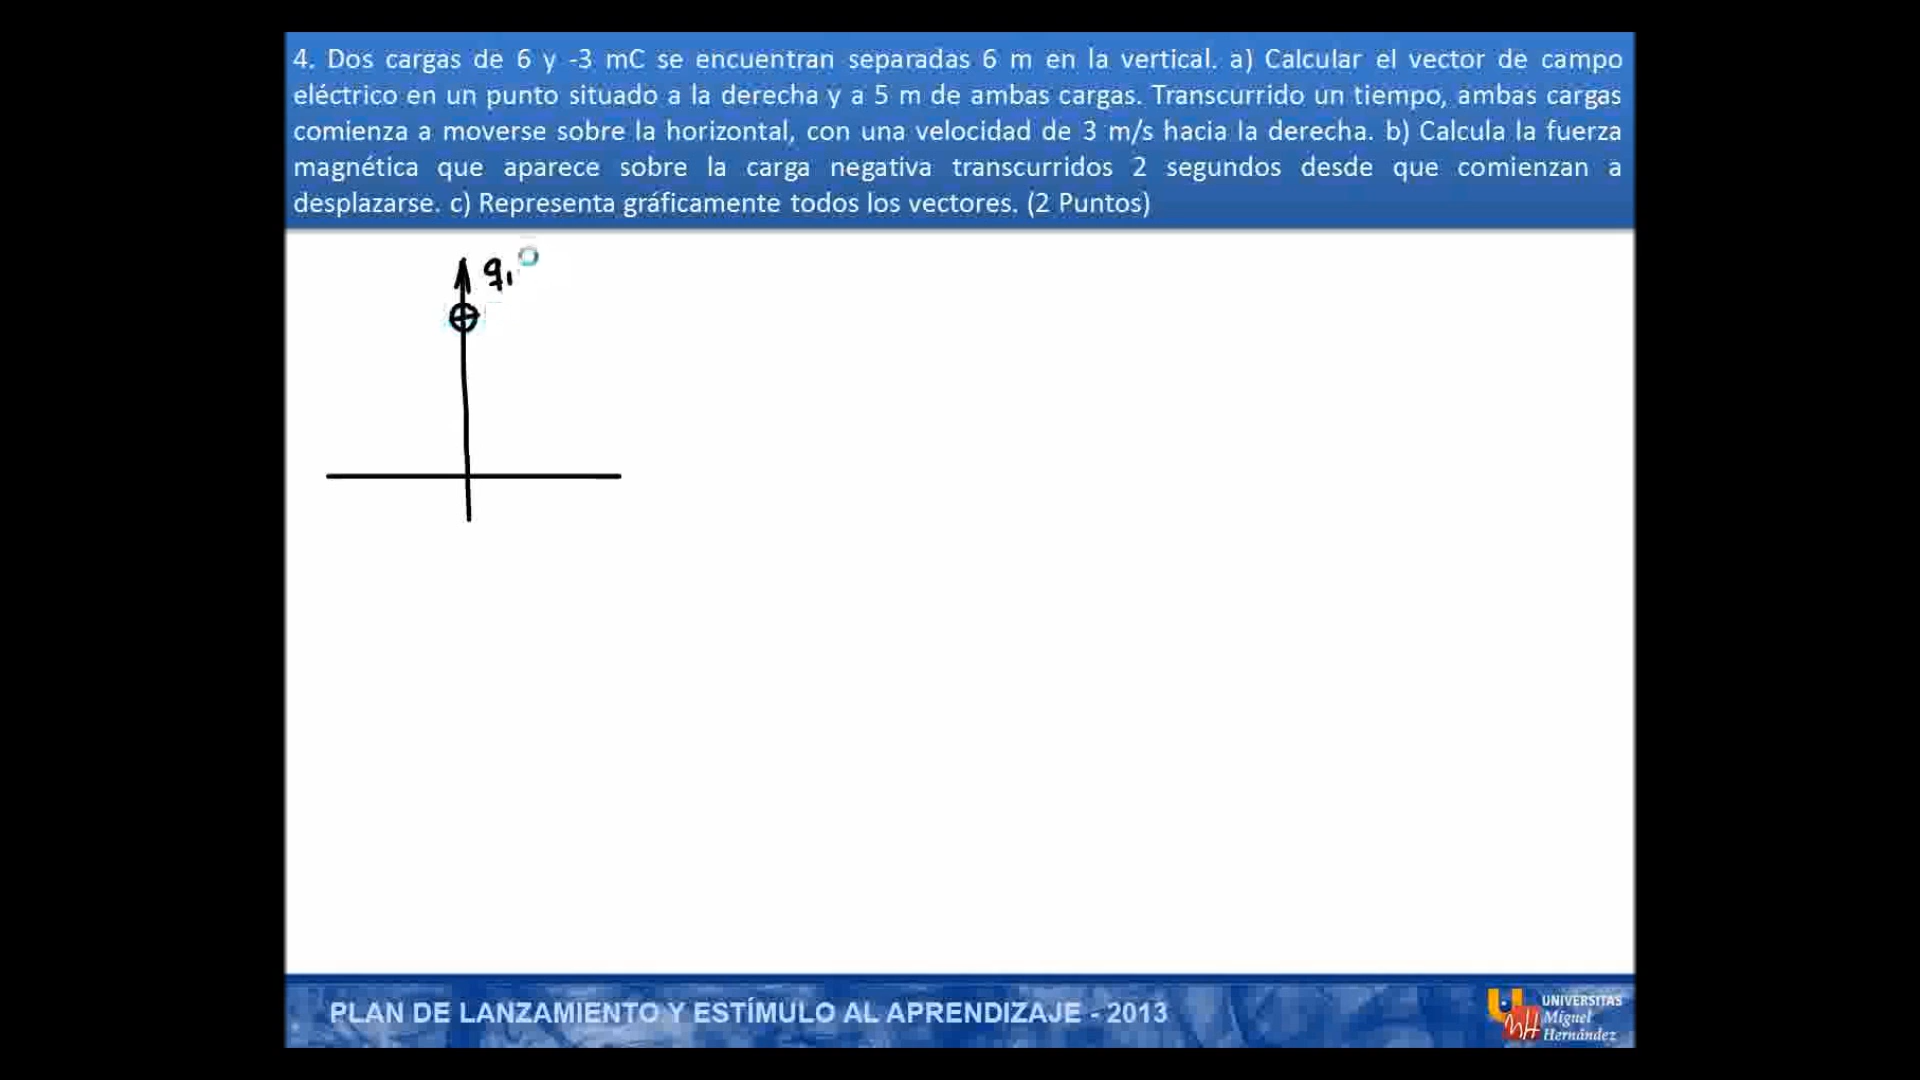 4. Dos cargas de 6 y -3 mC se encuentran separadas 6 m en la vertical. a) Calcular el vector de campo
eléctrico en un punto situado a la derecha y a 5 m de ambas cargas. Transcurrido un tiempo, ambas cargas
comienza a moverse sobre la horizontal, con una velocidad de 3 m/s hacia la derecha. b) Calcula la fuerza
magnética que aparece sobre la carga negativa transcurridos 2 segundos desde que comienzan a
desplazarse. c) Representa gráficamente todos los vectores. (2 Puntos)
q₁
PLAN DE LANZAMIENTO Y ESTÍMULO AL APRENDIZAJE - 2013
UNIVERSITAS
Miguel
Hernández